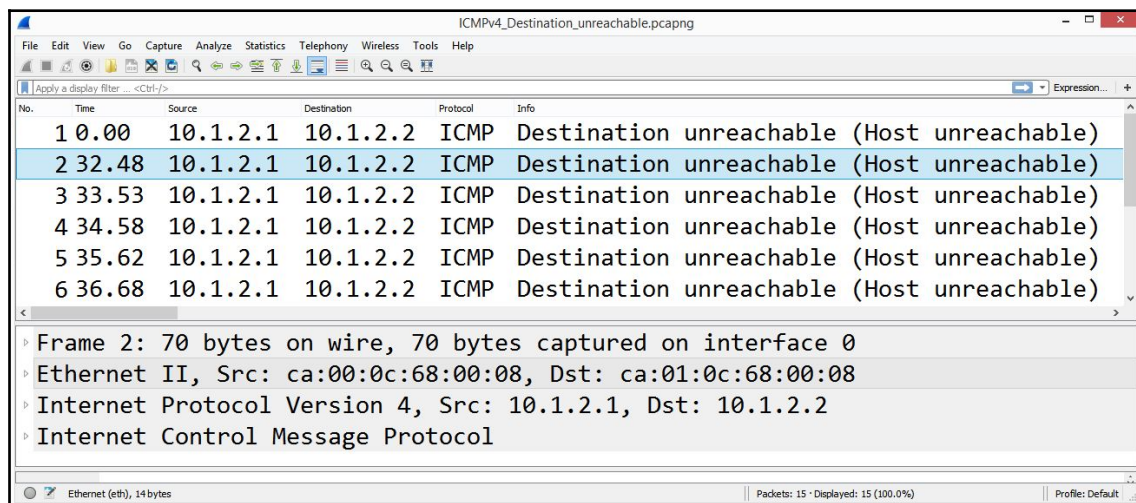 ICMPv4_Destination_unreachable.pcapng
File Edit View Go Capture Analyze Statistics Telephony Wireless Tools Help
Apply a display filter ... <Ctrl-/> Expression... +
No. Time Source Destination Protocol Info
1 0.00 10.1.2.1 10.1.2.2 ICMP Destination unreachable (Host unreachable)
2 32.48 10.1.2.1 10.1.2.2 ICMP Destination unreachable (Host unreachable)
3 33.53 10.1.2.1 10.1.2.2 ICMP Destination unreachable (Host unreachable)
4 34.58 10.1.2.1 10.1.2.2 ICMP Destination unreachable (Host unreachable)
5 35.62 10.1.2.1 10.1.2.2 ICMP Destination unreachable (Host unreachable)
6 36.68 10.1.2.1 10.1.2.2 ICMP Destination unreachable (Host unreachable)
Frame 2: 70 bytes on wire, 70 bytes captured on interface 0
Ethernet II, Src: ca:00:0c:68:00:08, Dst: ca:01:0c:68:00:08
Internet Protocol Version 4, Src: 10.1.2.1, Dst: 10.1.2.2
Internet Control Message Protocol
Ethernet (eth), 14 bytes Packets: 15 · Displayed: 15 (100.0%) Profile: Default